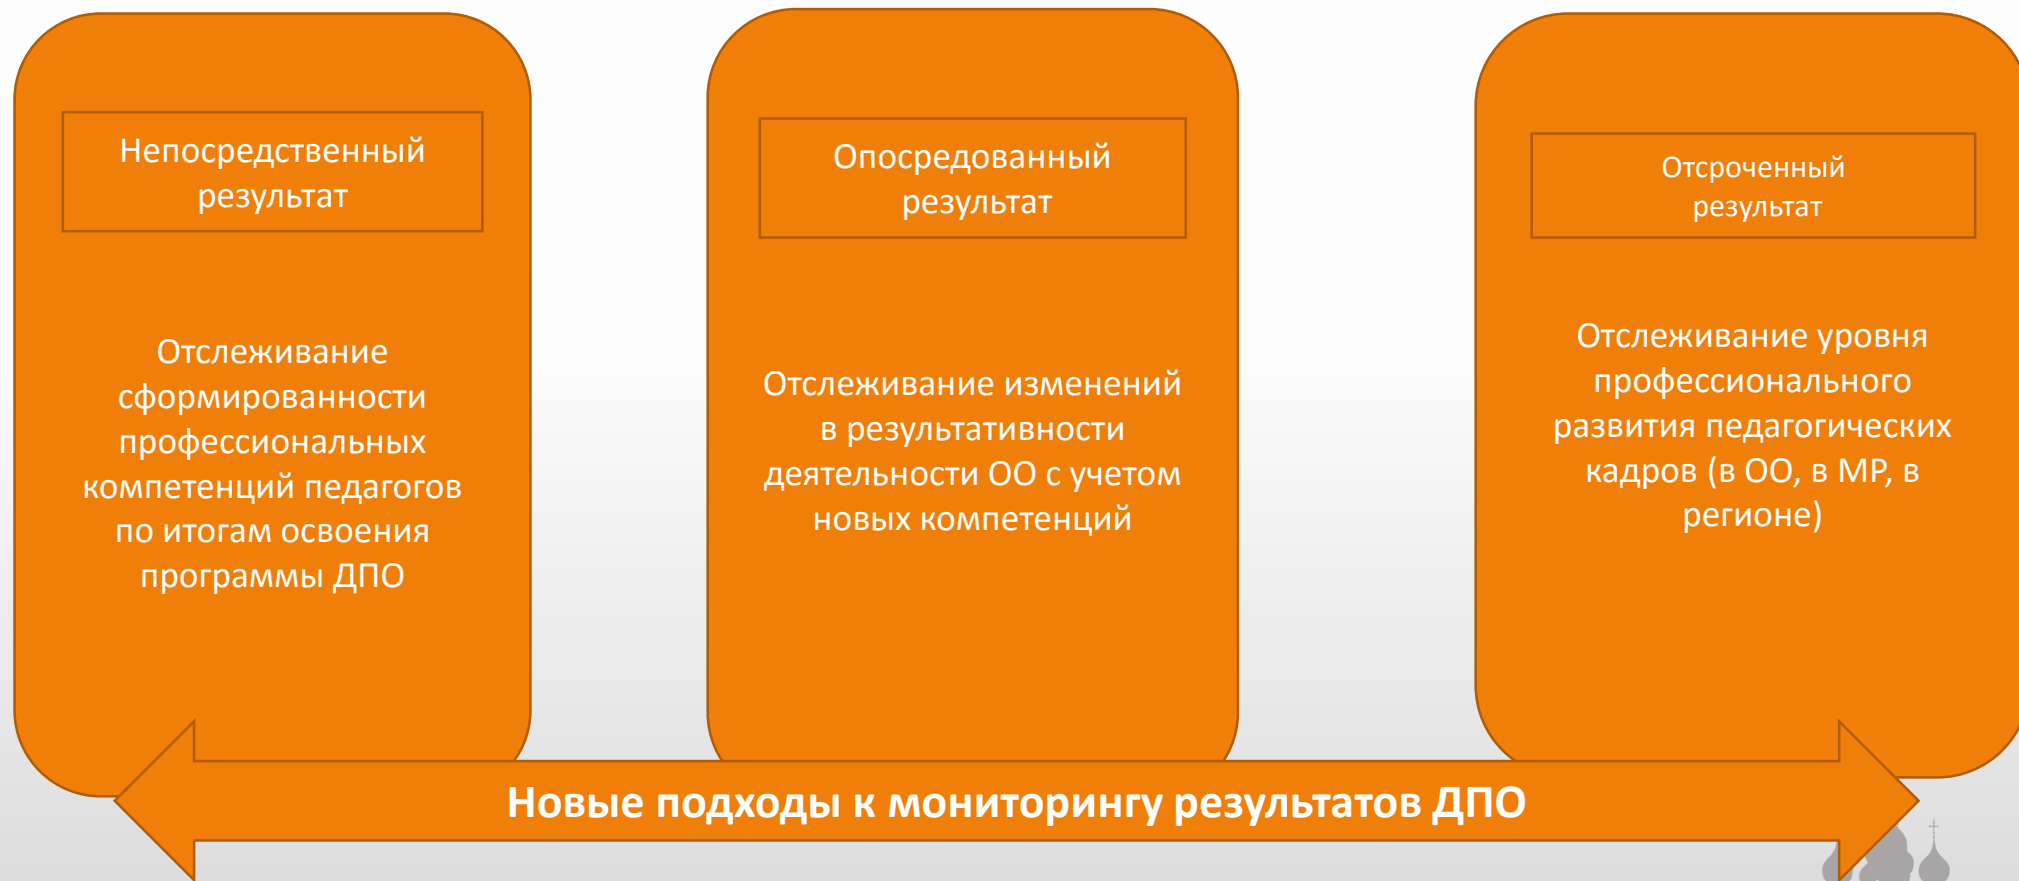 Непосредственный
результат
Отслеживание
сформированности
профессиональных
компетенций педагогов
по итогам освоения
программы ДПО
Опосредованный
результат
Отслеживание изменений
в результативности
деятельности ОО с учетом
новых компетенций
Отсроченный
результат
Отслеживание уровня
профессионального
развития педагогических
кадров (в ОО, в МР, в
регионе)
Новые подходы к мониторингу результатов ДПО